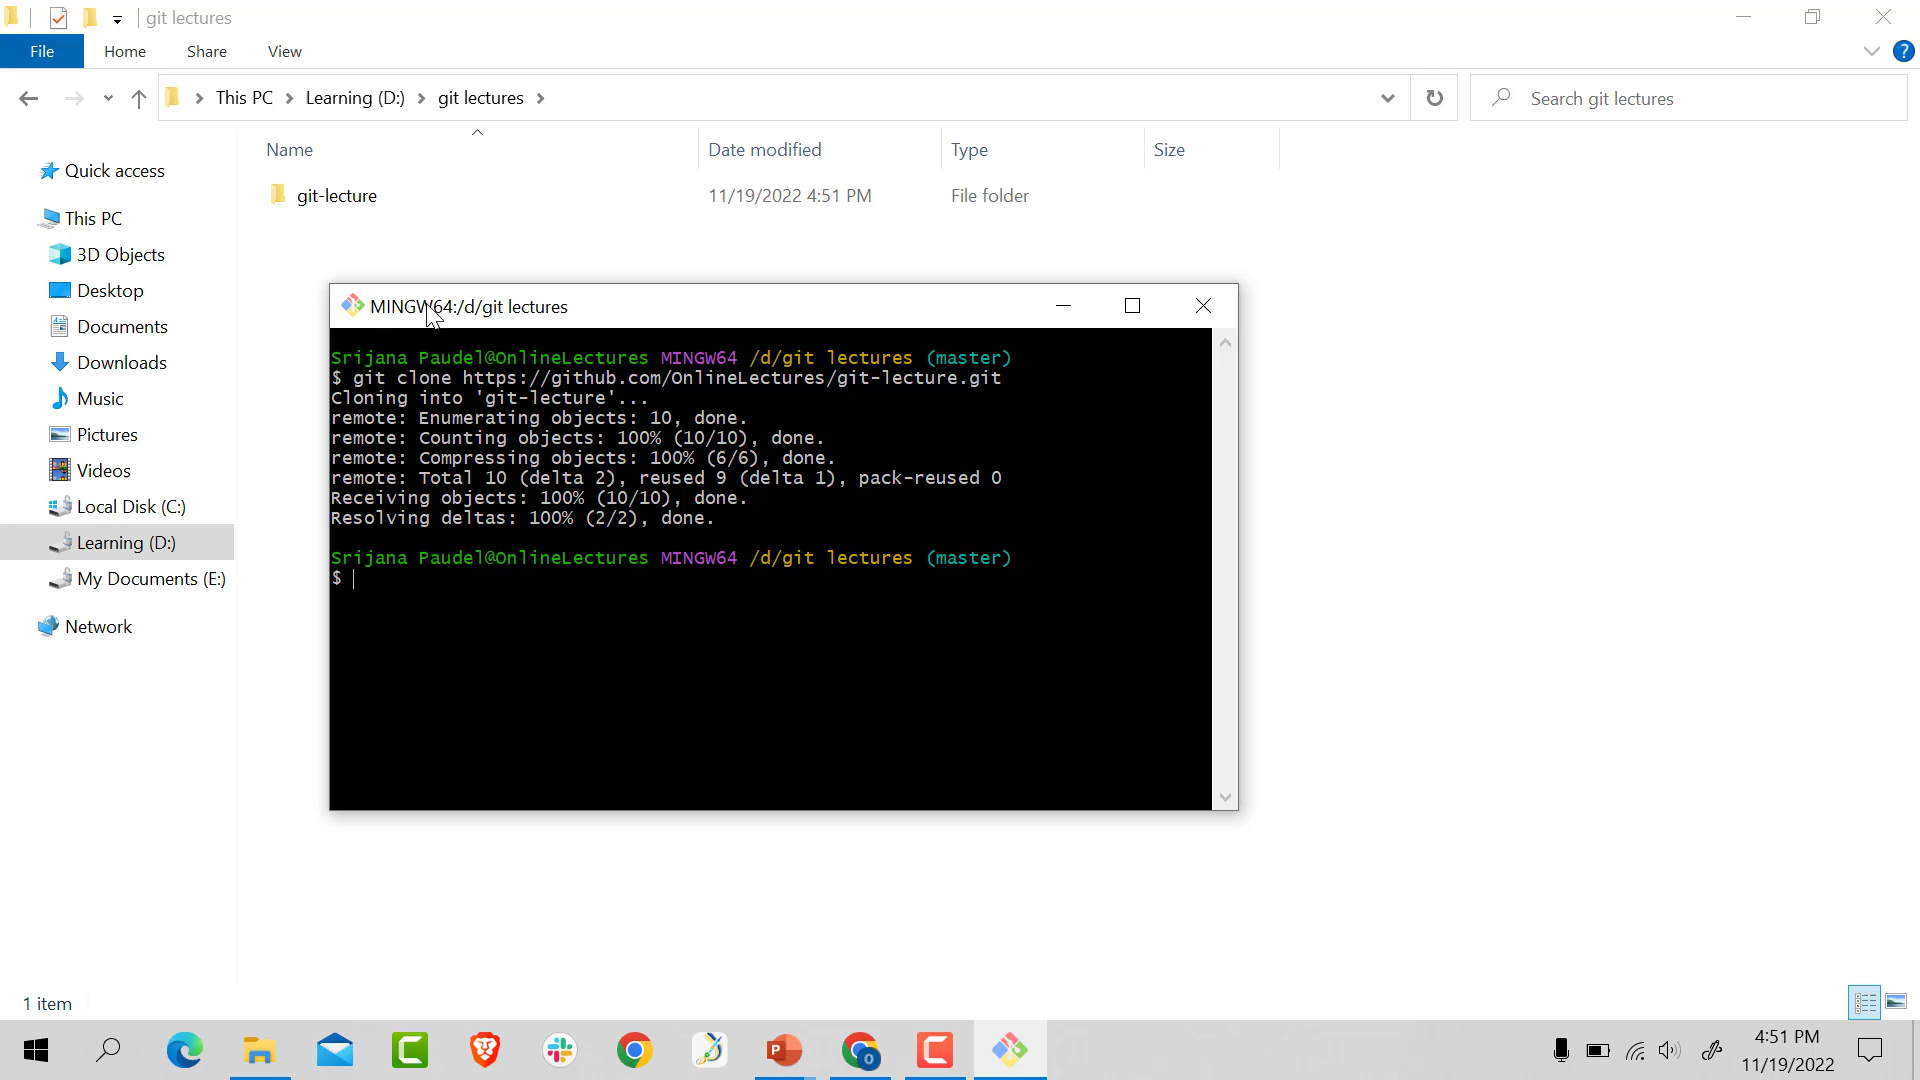 git lectures
File Home Share View
This PC Learning (D:) git lectures
Search git lectures
Name Date modified Type Size
git-lecture 11/19/2022 4:51 PM File folder
Quick access
This PC
3D Objects
Desktop
Documents
Downloads
Music
Pictures
Videos
Local Disk (C:)
Learning (D:)
My Documents (E:)
Network
MINGW64:/d/git lectures
Srijana Paudel@OnlineLectures MINGW64 /d/git lectures (master)
$ git clone https://github.com/OnlineLectures/git-lecture.git
Cloning into 'git-lecture'...
remote: Enumerating objects: 10, done.
remote: Counting objects: 100% (10/10), done.
remote: Compressing objects: 100% (6/6), done.
remote: Total 10 (delta 2), reused 9 (delta 1), pack-reused 0
Receiving objects: 100% (10/10), done.
Resolving deltas: 100% (2/2), done.
Srijana Paudel@OnlineLectures MINGW64 /d/git lectures (master)
$
1 item
4:51 PM
11/19/2022